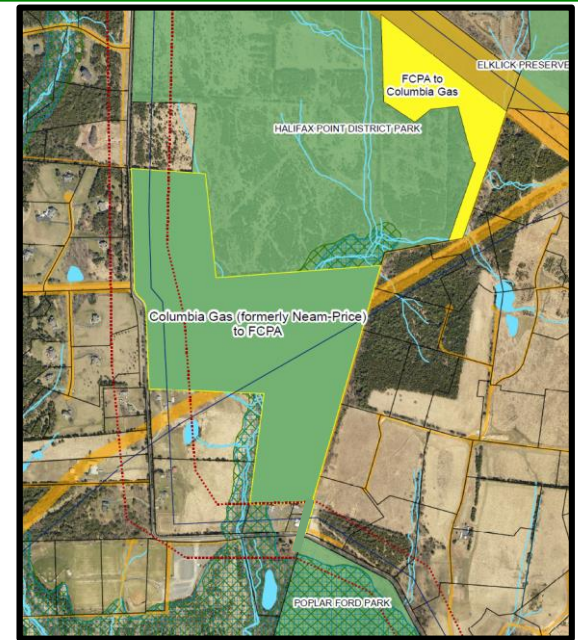 ELKLICK PRESERVE
FCPA to
Columbia Gas
HALIFAX POINT DISTRICT PARK
Columbia Gas (formerly Neam-Price)
to FCPA
POPLAR FORD PARK